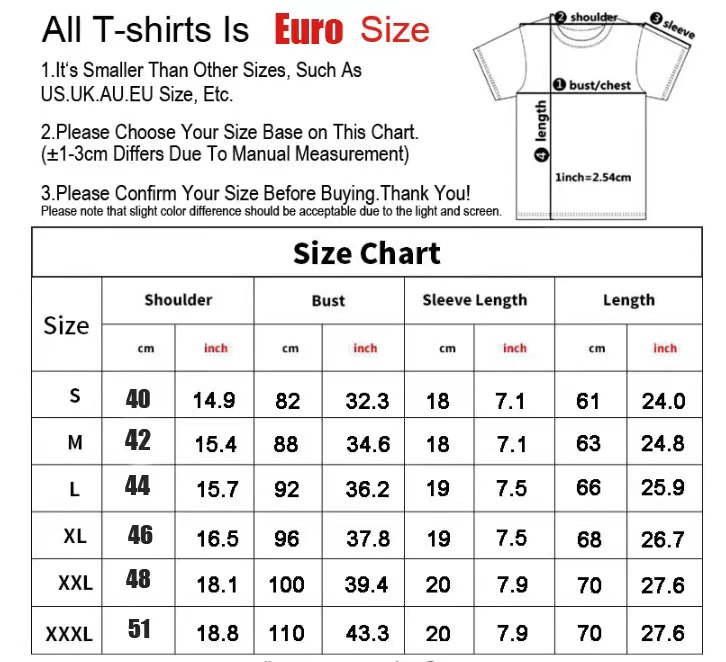 All T-shirts Is Euro Size
1.It's Smaller Than Other Sizes, Such As
US.UK.AU.EU Size, Etc.
2.Please Choose Your Size Base on This Chart.
(±1-3cm Differs Due To Manual Measurement)
3.Please Confirm Your Size Before Buying.Thank You!
Please note that slight color difference should be acceptable due to the light and screen.
2 shoulder
3 sleeve
1 bust/chest
4 length
1inch=2.54cm
Size Chart
Size Shoulder Bust Sleeve Length Length
cm inch cm inch cm inch cm inch
S 40 14.9 82 32.3 18 7.1 61 24.0
M 42 15.4 88 34.6 18 7.1 63 24.8
L 44 15.7 92 36.2 19 7.5 66 25.9
XL 46 16.5 96 37.8 19 7.5 68 26.7
XXL 48 18.1 100 39.4 20 7.9 70 27.6
XXXL 51 18.8 110 43.3 20 7.9 70 27.6